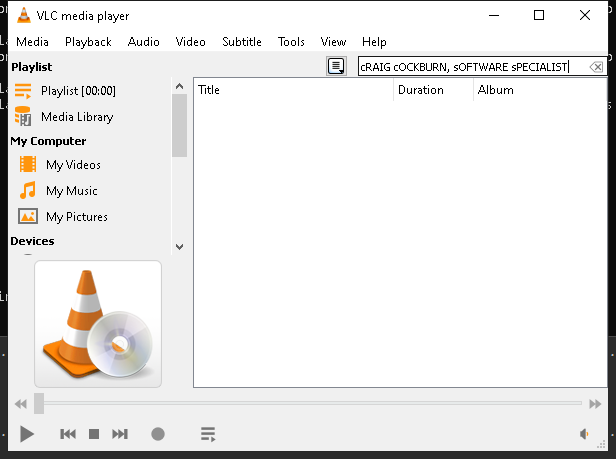 VLC media player
Media Playback Audio Video Subtitle Tools View Help
Playlist
cRAIG cOCKBURN, sOFTWARE sPECIALIST
Playlist [00:00]
Media Library
My Computer
My Videos
My Music
My Pictures
Devices
Title Duration Album